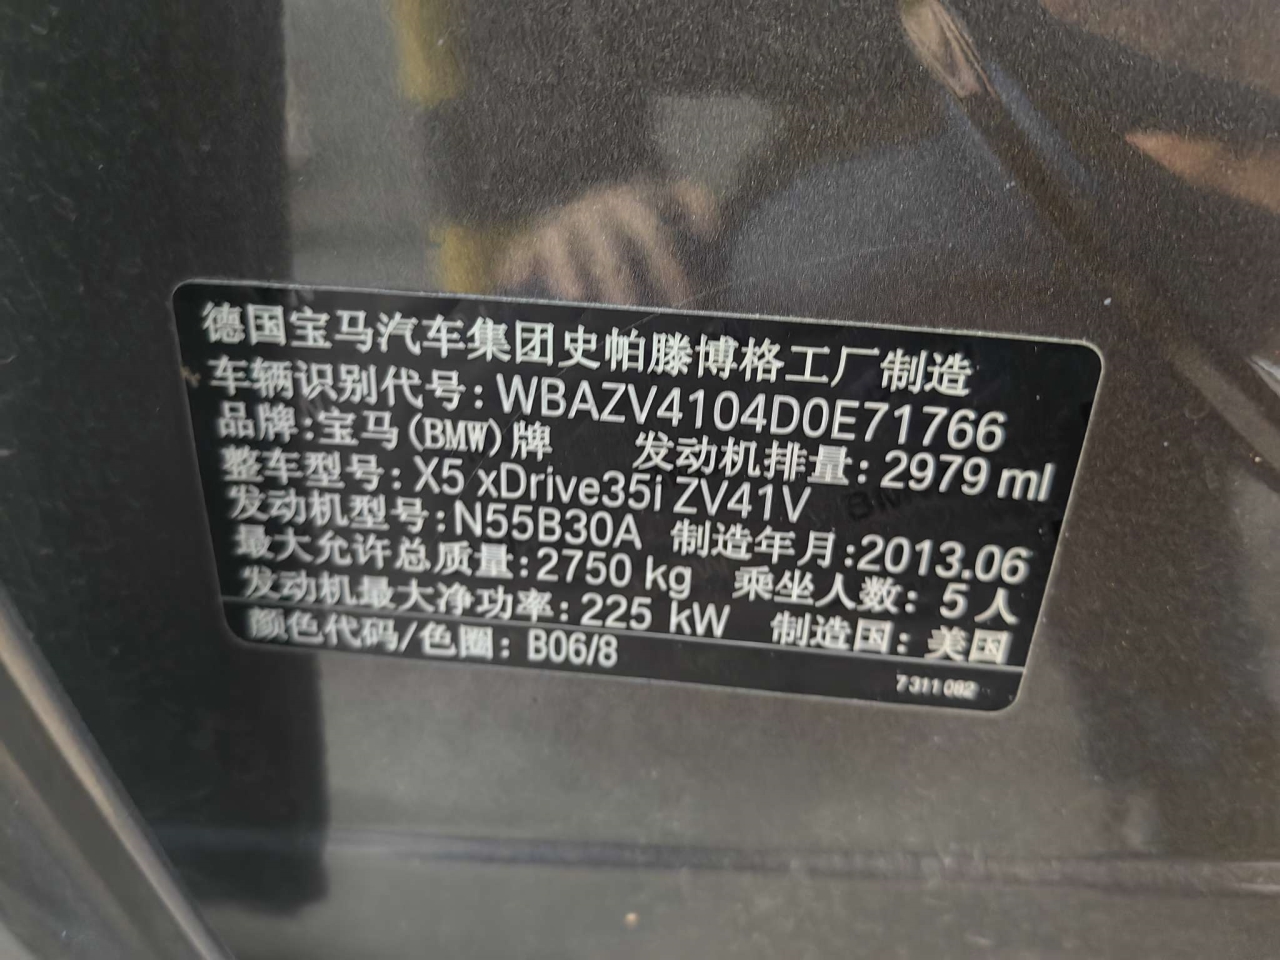 德国宝马汽车集团史帕滕博格工厂制造
车辆识别代号:WBAZV4104D0E71766
品牌:宝马(BMW)牌 发动机排量:2979 ml
整车型号:X5 xDrive35i ZV41V
发动机型号:N55B30A 制造年月:2013.06
最大允许总质量:2750 kg 乘坐人数:5人
发动机最大净功率:225 kW 制造国:美国
颜色代码/色圈:B06/8
7 311 082